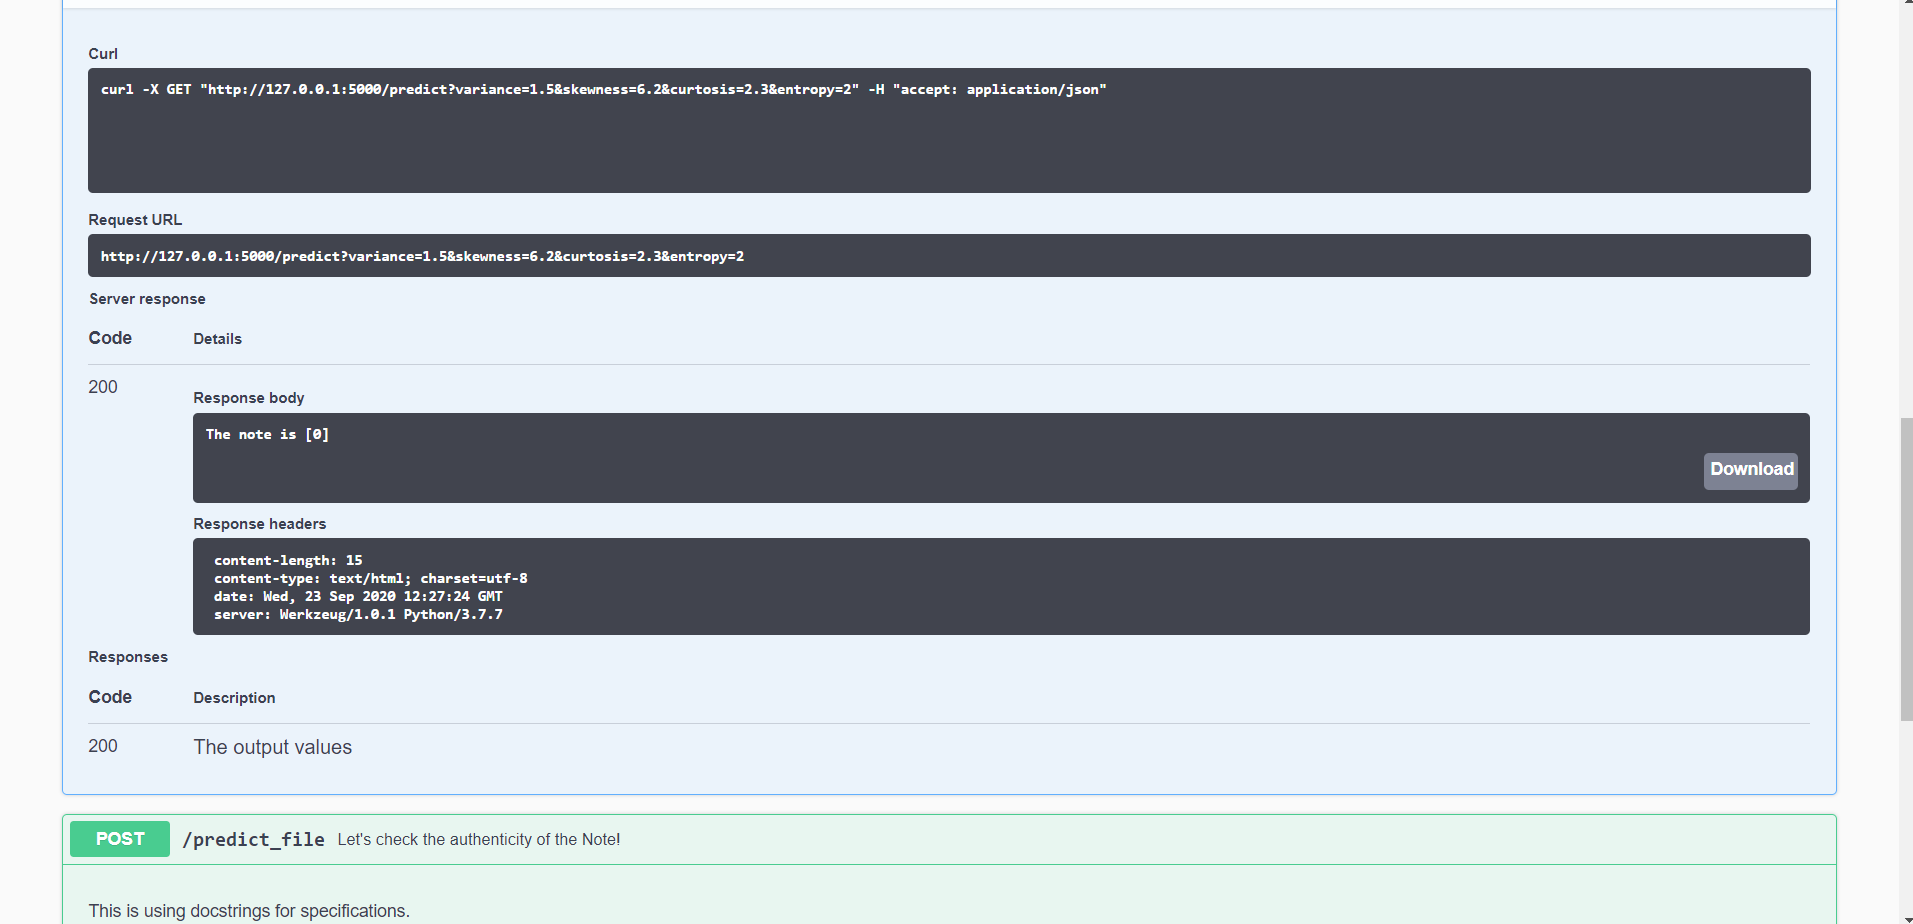 Curl
curl -X GET "http://127.0.0.1:5000/predict?variance=1.5&skewness=6.2&curtosis=2.3&entropy=2" -H "accept: application/json"
Request URL
http://127.0.0.1:5000/predict?variance=1.5&skewness=6.2&curtosis=2.3&entropy=2
Server response
Code Details
200
Response body
The note is [0]
Download
Response headers
content-length: 15
content-type: text/html; charset=utf-8
date: Wed, 23 Sep 2020 12:27:24 GMT
server: Werkzeug/1.0.1 Python/3.7.7
Responses
Code Description
200 The output values
POST /predict_file Let's check the authenticity of the Note!
This is using docstrings for specifications.